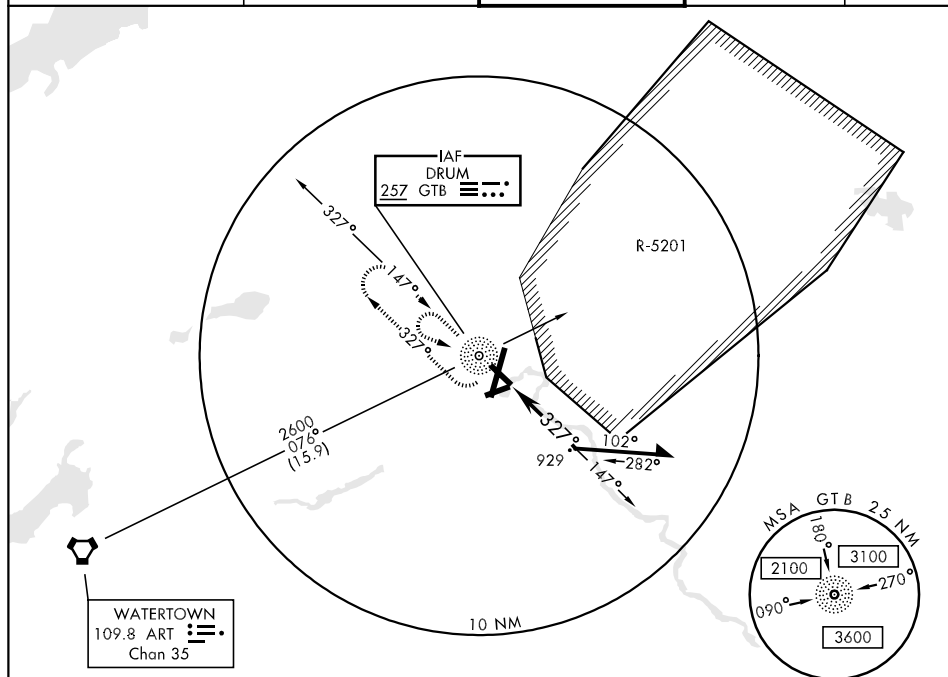 IAF
DRUM
257 GTB
R-5201
327°
147°
327°
2600
076°
(15.9)
327°
102°
282°
929
147°
WATERTOWN
109.8 ART
Chan 35
10 NM
MSA GTB 25 NM
180°
3100
2100
270°
090°
3600